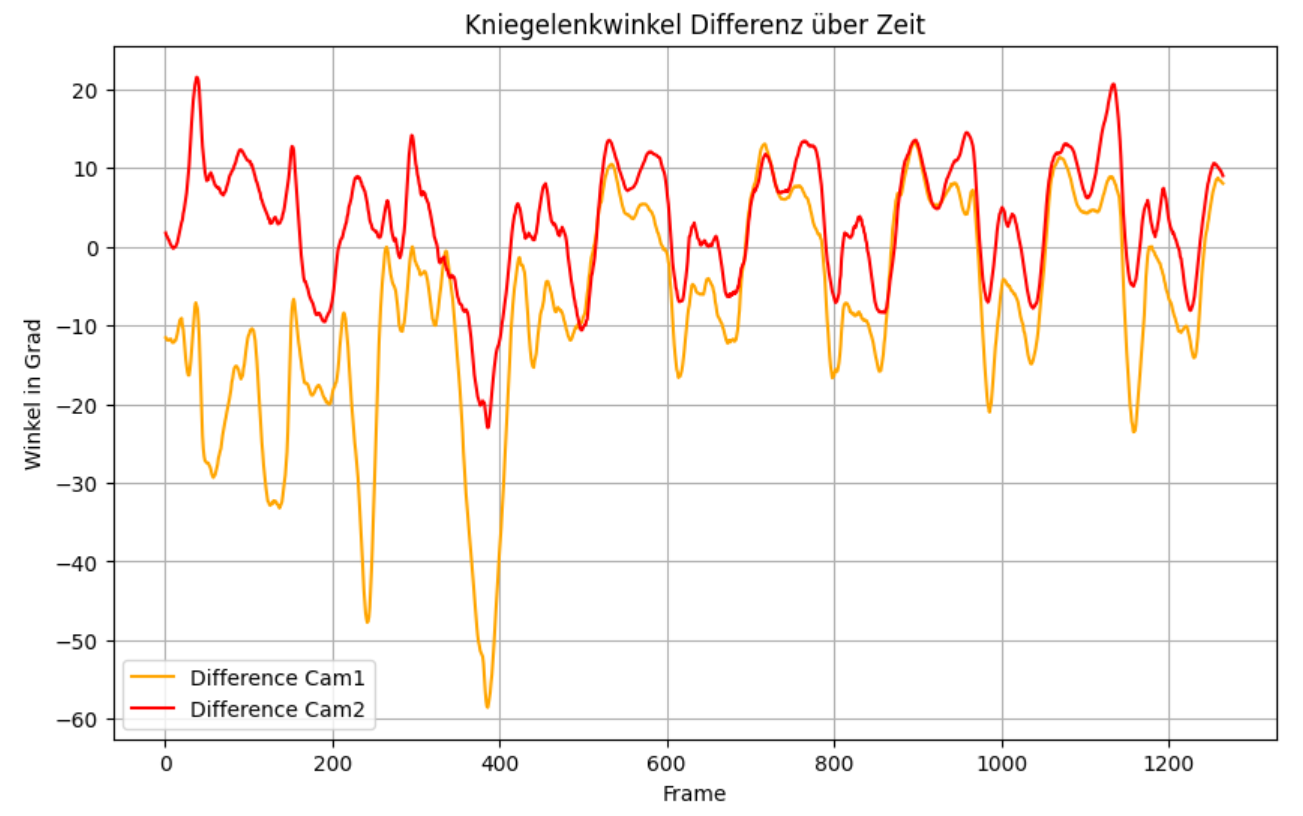 Kniegelenkwinkel Differenz über Zeit
Winkel in Grad
20
10
0
−10
−20
−30
−40
−50
−60
Difference Cam1
Difference Cam2
0 200 400 600 800 1000 1200
Frame